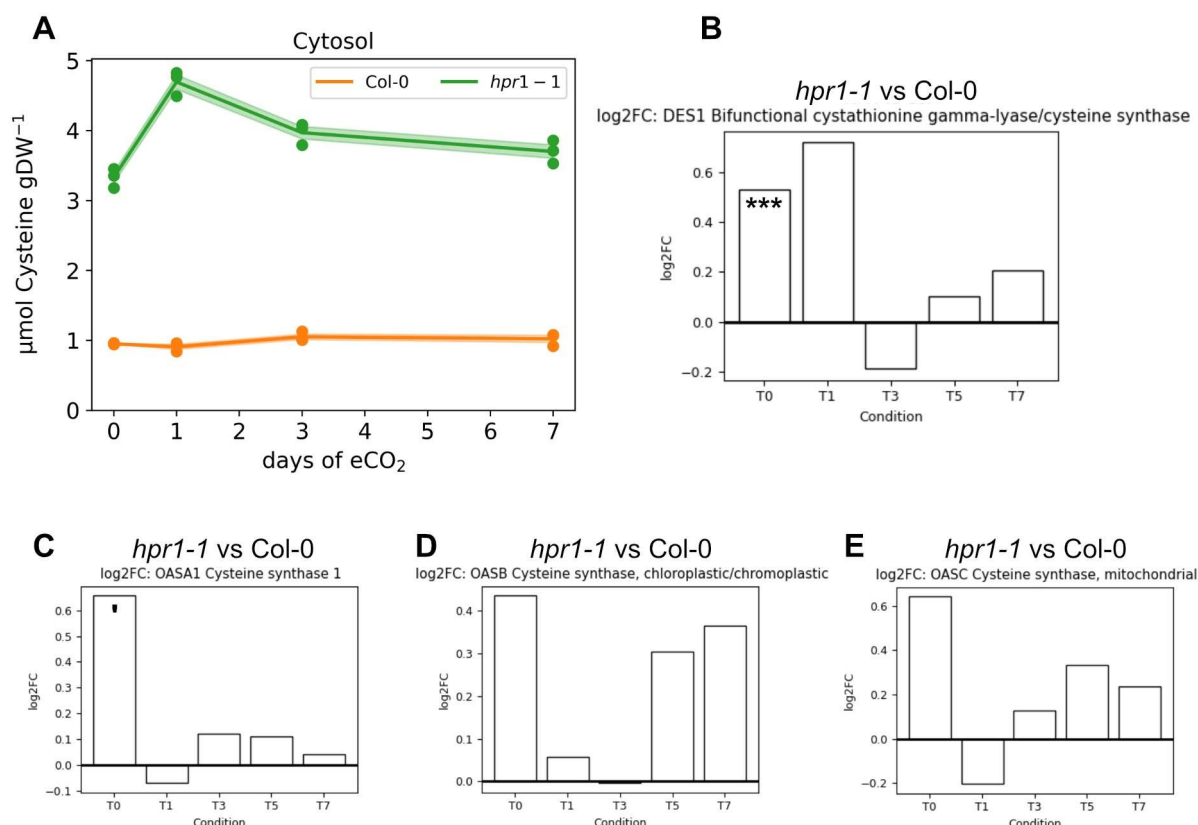 A
Cytosol
Col-0
hpr1−1
μmol Cysteine gDW−1
5
4
3
2
1
0
0 1 2 3 4 5 6 7
days of eCO2
B
hpr1-1 vs Col-0
log2FC: DES1 Bifunctional cystathionine gamma-lyase/cysteine synthase
log2FC
0.6
0.4
0.2
0.0
−0.2
***
T0 T1 T3 T5 T7
Condition
C
hpr1-1 vs Col-0
log2FC: OASA1 Cysteine synthase 1
log2FC
0.6
0.5
0.4
0.3
0.2
0.1
0.0
−0.1
'
T0 T1 T3 T5 T7
Condition
D
hpr1-1 vs Col-0
log2FC: OASB Cysteine synthase, chloroplastic/chromoplastic
log2FC
0.4
0.3
0.2
0.1
0.0
T0 T1 T3 T5 T7
Condition
E
hpr1-1 vs Col-0
log2FC: OASC Cysteine synthase, mitochondrial
log2FC
0.6
0.4
0.2
0.0
−0.2
T0 T1 T3 T5 T7
Condition